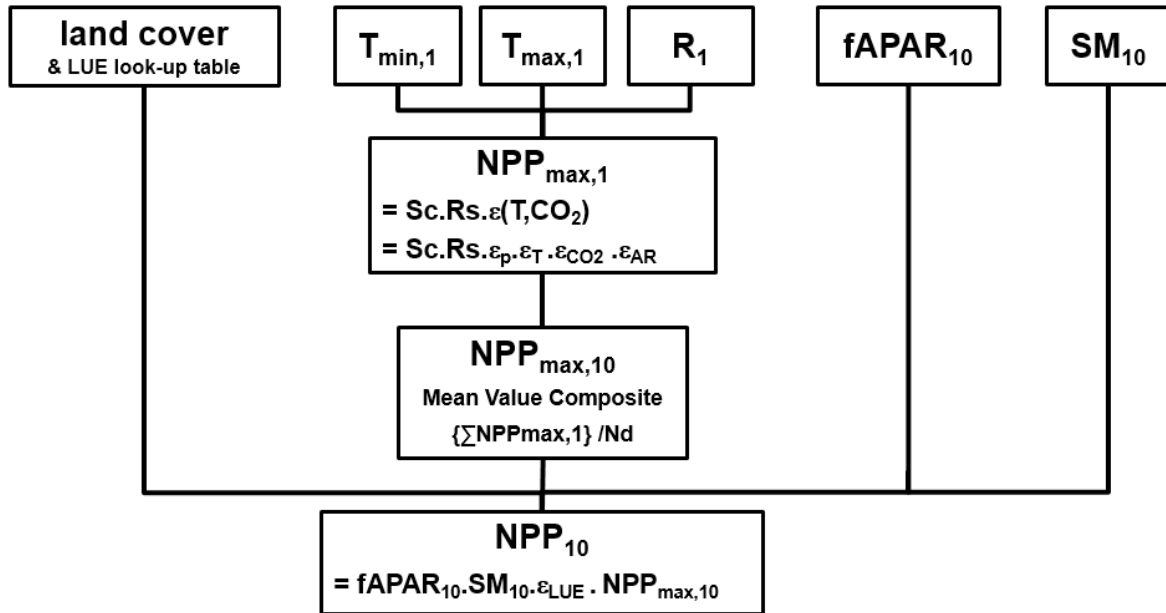 land cover
& LUE look-up table
Tmin,1
Tmax,1
R1
fAPAR10
SM10
NPPmax,1
= Sc.Rs.ε(T,CO2)
= Sc.Rs.εp.εT.εCO2.εAR
NPPmax,10
Mean Value Composite
{∑NPPmax,1} /Nd
NPP10
= fAPAR10.SM10.εLUE. NPPmax,10